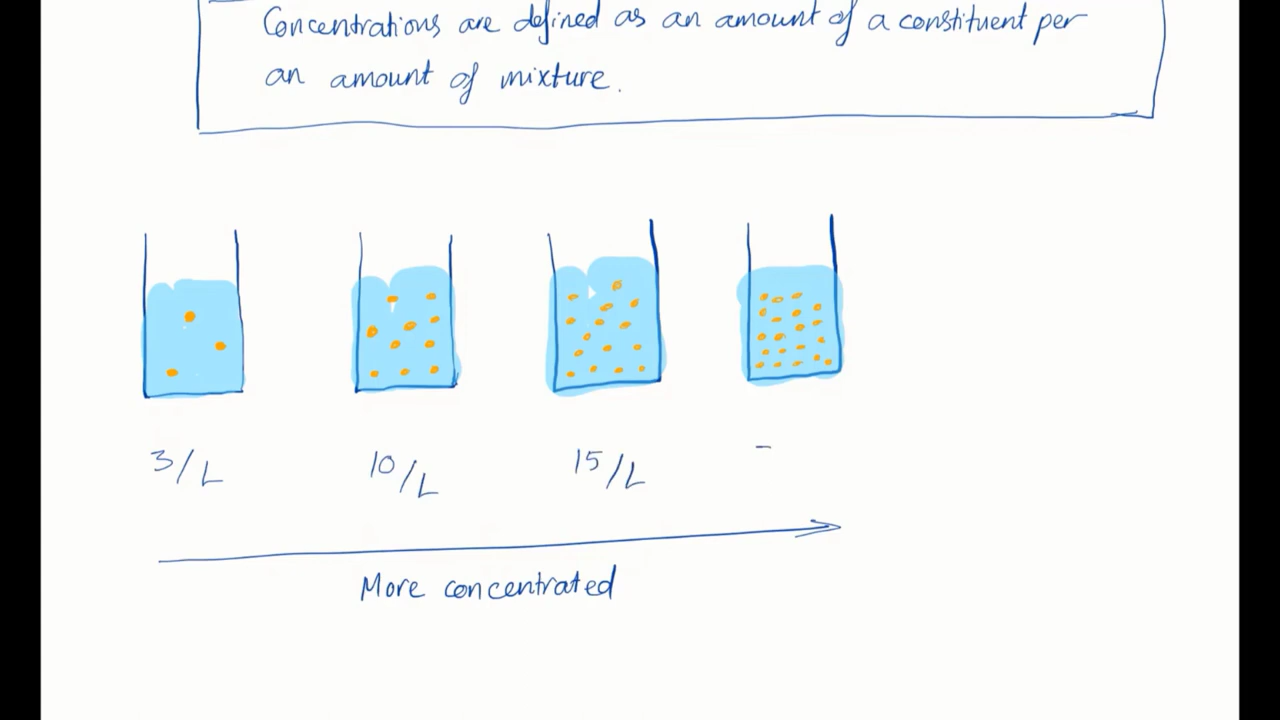 Concentrations are defined as an amount of a constituent per
an amount of mixture.
3/L
10/L
15/L
More concentrated